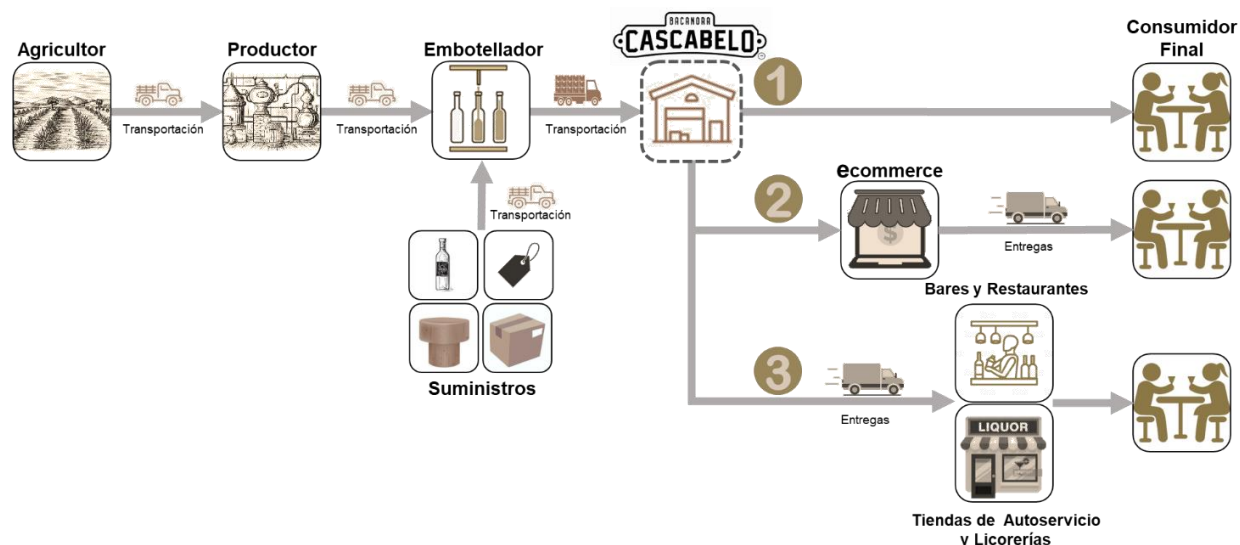 BACANORA
CASCABELO
Agricultor
Productor
Embotellador
Consumidor
Final
1
Transportación
Transportación
Transportación
ecommerce
2
$
Entregas
Transportación
Bares y Restaurantes
Suministros
3
Entregas
LIQUOR
Tiendas de Autoservicio
y Licorerías